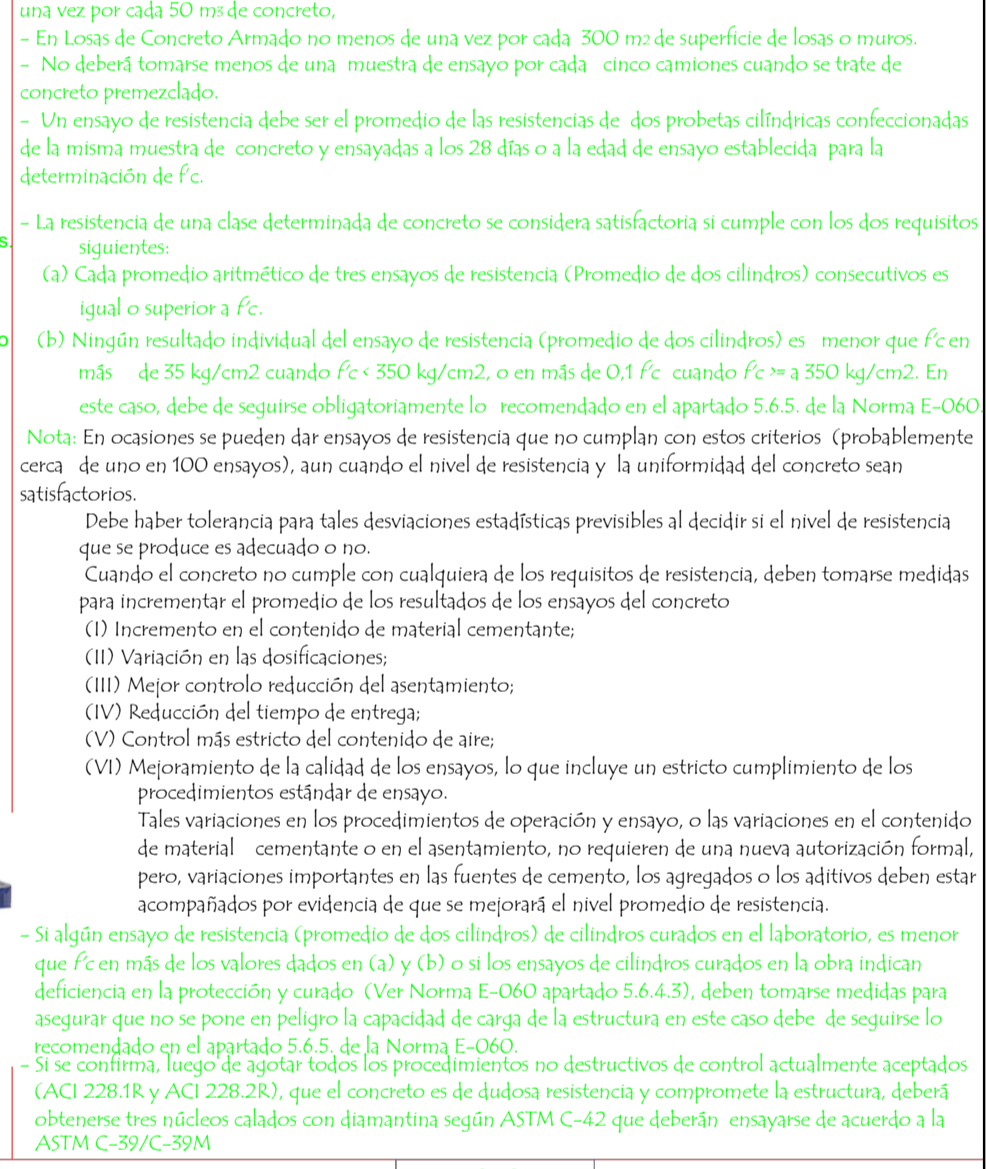 una vez por cada 50 m3 de concreto,
- En Losas de Concreto Armado no menos de una vez por cada 300 m2 de superficie de losas o muros.
- No deberá tomarse menos de una muestra de ensayo por cada cinco camiones cuando se trate de
concreto premezclado.
- Un ensayo de resistencia debe ser el promedio de las resistencias de dos probetas cilíndricas confeccionadas
de la misma muestra de concreto y ensayadas a los 28 días o a la edad de ensayo establecida para la
determinación de f'c.
- La resistencia de una clase determinada de concreto se considera satisfactoria si cumple con los dos requisitos
s.
siguientes:
(a) Cada promedio aritmético de tres ensayos de resistencia (Promedio de dos cilindros) consecutivos es
igual o superior a f'c.
o
(b) Ningún resultado individual del ensayo de resistencia (promedio de dos cilindros) es menor que f'c en
más de 35 kg/cm2 cuando f'c < 350 kg/cm2, o en más de 0,1 f'c cuando f'c >= a 350 kg/cm2. En
este caso, debe de seguirse obligatoriamente lo recomendado en el apartado 5.6.5. de la Norma E-060.
Nota: En ocasiones se pueden dar ensayos de resistencia que no cumplan con estos criterios (probablemente
cerca de uno en 100 ensayos), aun cuando el nivel de resistencia y la uniformidad del concreto sean
satisfactorios.
Debe haber tolerancia para tales desviaciones estadísticas previsibles al decidir si el nivel de resistencia
que se produce es adecuado o no.
Cuando el concreto no cumple con cualquiera de los requisitos de resistencia, deben tomarse medidas
para incrementar el promedio de los resultados de los ensayos del concreto
(I) Incremento en el contenido de material cementante;
(II) Variación en las dosificaciones;
(III) Mejor controlo reducción del asentamiento;
(IV) Reducción del tiempo de entrega;
(V) Control más estricto del contenido de aire;
(VI) Mejoramiento de la calidad de los ensayos, lo que incluye un estricto cumplimiento de los
procedimientos estándar de ensayo.
Tales variaciones en los procedimientos de operación y ensayo, o las variaciones en el contenido
de material cementante o en el asentamiento, no requieren de una nueva autorización formal,
pero, variaciones importantes en las fuentes de cemento, los agregados o los aditivos deben estar
acompañados por evidencia de que se mejorará el nivel promedio de resistencia.
- Si algún ensayo de resistencia (promedio de dos cilindros) de cilindros curados en el laboratorio, es menor
que f'c en más de los valores dados en (a) y (b) o si los ensayos de cilindros curados en la obra indican
deficiencia en la protección y curado (Ver Norma E-060 apartado 5.6.4.3), deben tomarse medidas para
asegurar que no se pone en peligro la capacidad de carga de la estructura en este caso debe de seguirse lo
recomendado en el apartado 5.6.5. de la Norma E-060.
- Si se confirma, luego de agotar todos los procedimientos no destructivos de control actualmente aceptados
(ACI 228.1R y ACI 228.2R), que el concreto es de dudosa resistencia y compromete la estructura, deberá
obtenerse tres núcleos calados con diamantina según ASTM C-42 que deberán ensayarse de acuerdo a la
ASTM C-39/C-39M